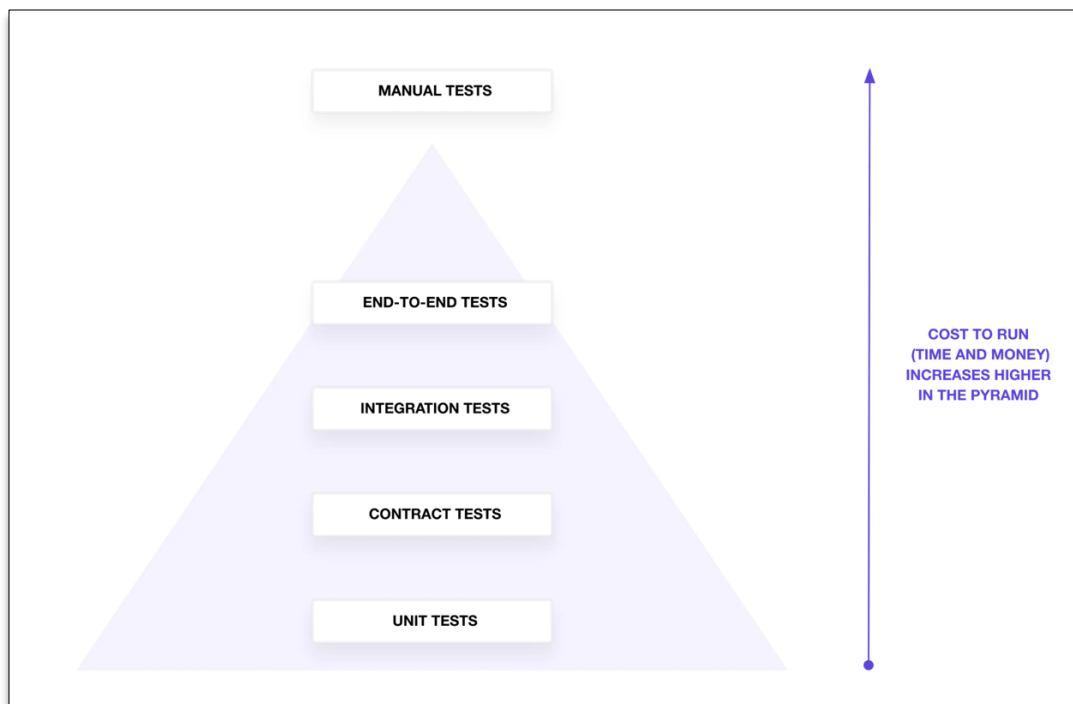 MANUAL TESTS
END-TO-END TESTS
INTEGRATION TESTS
CONTRACT TESTS
UNIT TESTS
COST TO RUN
(TIME AND MONEY)
INCREASES HIGHER
IN THE PYRAMID